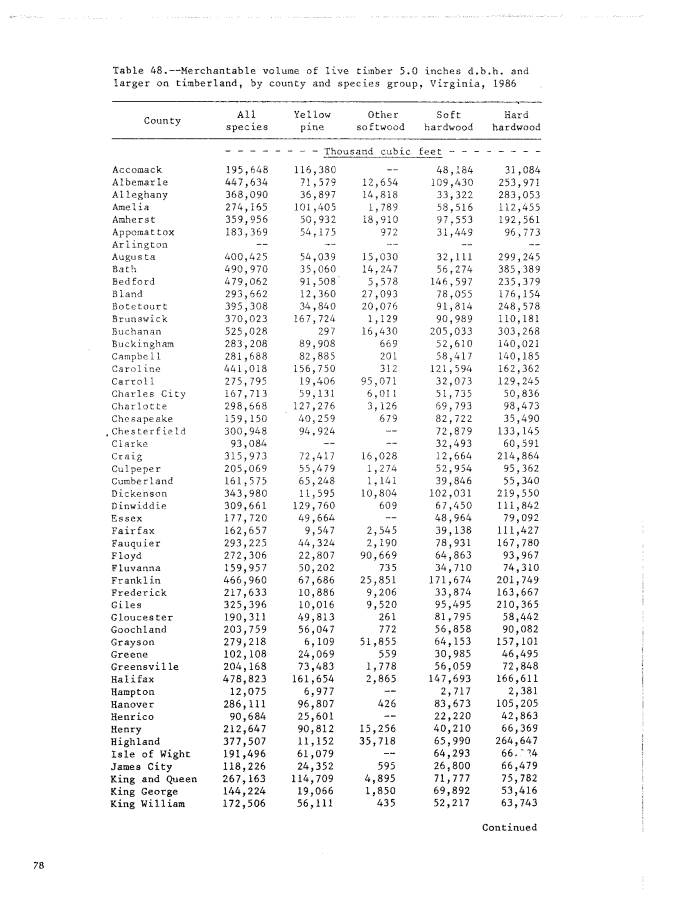 Table 48.--Merchantable volume of live timber 5.0 inches d.b.h. and
larger on timberland, by county and species group, Virginia, 1986
County All species Yellow pine Other softwood Soft hardwood Hard hardwood
- - - - - - - - Thousand cubic feet - - - - - - - -
Accomack 195,648 116,380 -- 48,184 31,084
Albemarle 447,634 71,579 12,654 109,430 253,971
Alleghany 368,090 36,897 14,818 33,322 283,053
Amelia 274,165 101,405 1,789 58,516 112,455
Amherst 359,956 50,932 18,910 97,553 192,561
Appomattox 183,369 54,175 972 31,449 96,773
Arlington -- -- -- -- --
Augusta 400,425 54,039 15,030 32,111 299,245
Bath 490,970 35,060 14,247 56,274 385,389
Bedford 479,062 91,508 5,578 146,597 235,379
Bland 293,662 12,360 27,093 78,055 176,154
Botetourt 395,308 34,840 20,076 91,814 248,578
Brunswick 370,023 167,724 1,129 90,989 110,181
Buchanan 525,028 297 16,430 205,033 303,268
Buckingham 283,208 89,908 669 52,610 140,021
Campbell 281,688 82,885 201 58,417 140,185
Caroline 441,018 156,750 312 121,594 162,362
Carroll 275,795 19,406 95,071 32,073 129,245
Charles City 167,713 59,131 6,011 51,735 50,836
Charlotte 298,668 127,276 3,126 69,793 98,473
Chesapeake 159,150 40,259 679 82,722 35,490
Chesterfield 300,948 94,924 -- 72,879 133,145
Clarke 93,084 -- -- 32,493 60,591
Craig 315,973 72,417 16,028 12,664 214,864
Culpeper 205,069 55,479 1,274 52,954 95,362
Cumberland 161,575 65,248 1,141 39,846 55,340
Dickenson 343,980 11,595 10,804 102,031 219,550
Dinwiddie 309,661 129,760 609 67,450 111,842
Essex 177,720 49,664 -- 48,964 79,092
Fairfax 162,657 9,547 2,545 39,138 111,427
Fauquier 293,225 44,324 2,190 78,931 167,780
Floyd 272,306 22,807 90,669 64,863 93,967
Fluvanna 159,957 50,202 735 34,710 74,310
Franklin 466,960 67,686 25,851 171,674 201,749
Frederick 217,633 10,886 9,206 33,874 163,667
Giles 325,396 10,016 9,520 95,495 210,365
Gloucester 190,311 49,813 261 81,795 58,442
Goochland 203,759 56,047 772 56,858 90,082
Grayson 279,218 6,109 51,855 64,153 157,101
Greene 102,108 24,069 559 30,985 46,495
Greensville 204,168 73,483 1,778 56,059 72,848
Halifax 478,823 161,654 2,865 147,693 166,611
Hampton 12,075 6,977 -- 2,717 2,381
Hanover 286,111 96,807 426 83,673 105,205
Henrico 90,684 25,601 -- 22,220 42,863
Henry 212,647 90,812 15,256 40,210 66,369
Highland 377,507 11,152 35,718 65,990 264,647
Isle of Wight 191,496 61,079 -- 64,293
James City 118,226 24,352 595 26,800 66,479
King and Queen 267,163 114,709 4,895 71,777 75,782
King George 144,224 19,066 1,850 69,892 53,416
King William 172,506 56,111 435 52,217 63,743
Continued
78